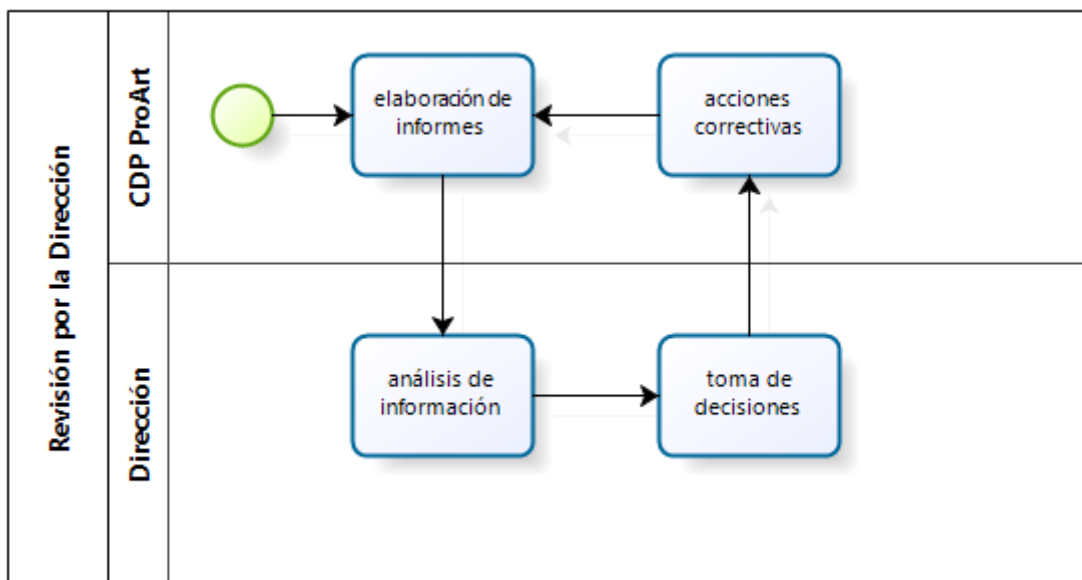 Revisión por la Dirección
CDP ProArt
elaboración de
informes
acciones
correctivas
Dirección
análisis de
información
toma de
decisiones